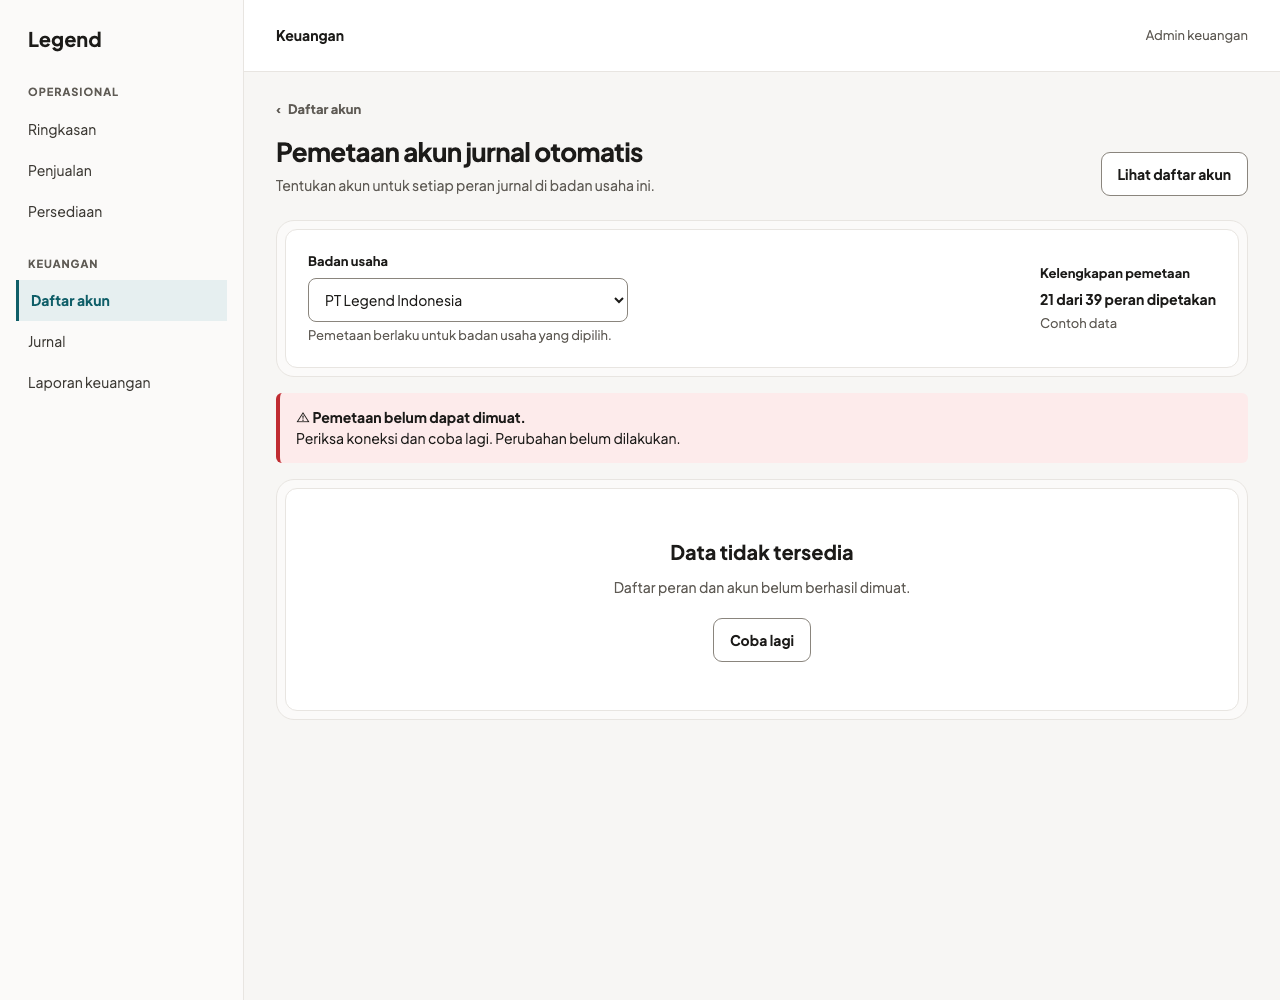 Legend
OPERASIONAL
Ringkasan
Penjualan
Persediaan
KEUANGAN
Daftar akun
Jurnal
Laporan keuangan
Keuangan
Admin keuangan
‹ Daftar akun
Pemetaan akun jurnal otomatis
Tentukan akun untuk setiap peran jurnal di badan usaha ini.
Lihat daftar akun
Badan usaha
PT Legend Indonesia
Pemetaan berlaku untuk badan usaha yang dipilih.
Kelengkapan pemetaan
21 dari 39 peran dipetakan
Contoh data
⚠ Pemetaan belum dapat dimuat.
Periksa koneksi dan coba lagi. Perubahan belum dilakukan.
Data tidak tersedia
Daftar peran dan akun belum berhasil dimuat.
Coba lagi